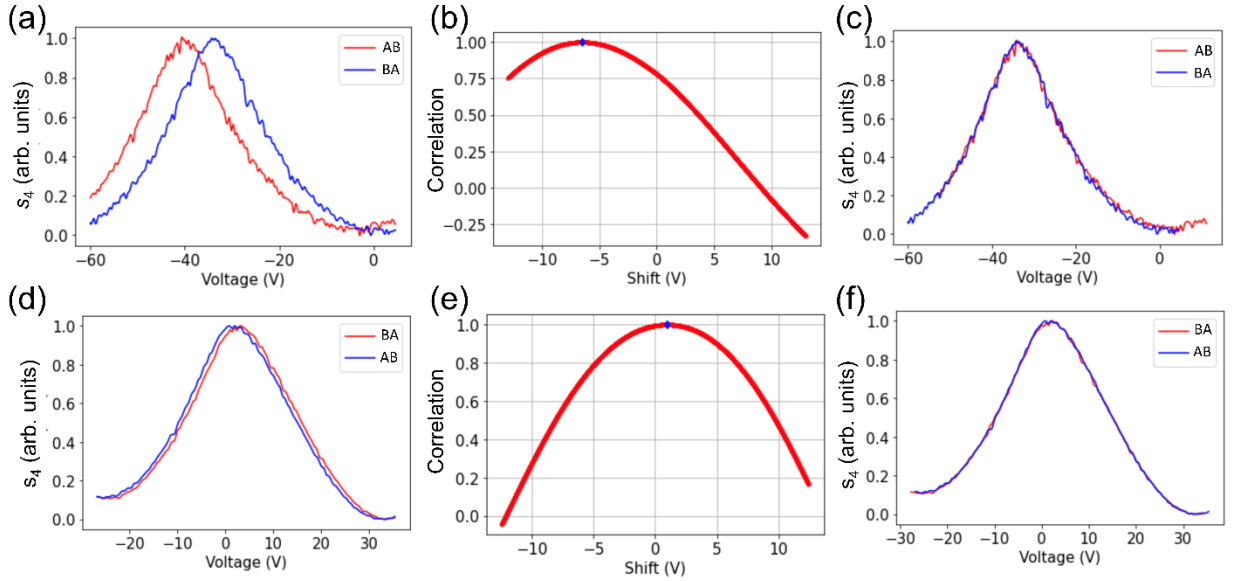 (a)
s4 (arb. units)
1.0
0.8
0.6
0.4
0.2
0.0
AB
BA
−60
−40
−20
0
Voltage (V)
(b)
Correlation
1.00
0.75
0.50
0.25
0.00
−0.25
−10
−5
0
5
10
Shift (V)
(c)
s4 (arb. units)
1.0
0.8
0.6
0.4
0.2
0.0
AB
BA
−60
−40
−20
0
Voltage (V)
(d)
s4 (arb. units)
1.0
0.8
0.6
0.4
0.2
0.0
BA
AB
−20
−10
0
10
20
30
Voltage (V)
(e)
Correlation
1.0
0.8
0.6
0.4
0.2
0.0
−10
−5
0
5
10
Shift (V)
(f)
s4 (arb. units)
1.0
0.8
0.6
0.4
0.2
0.0
BA
AB
−30
−20
−10
0
10
20
30
Voltage (V)